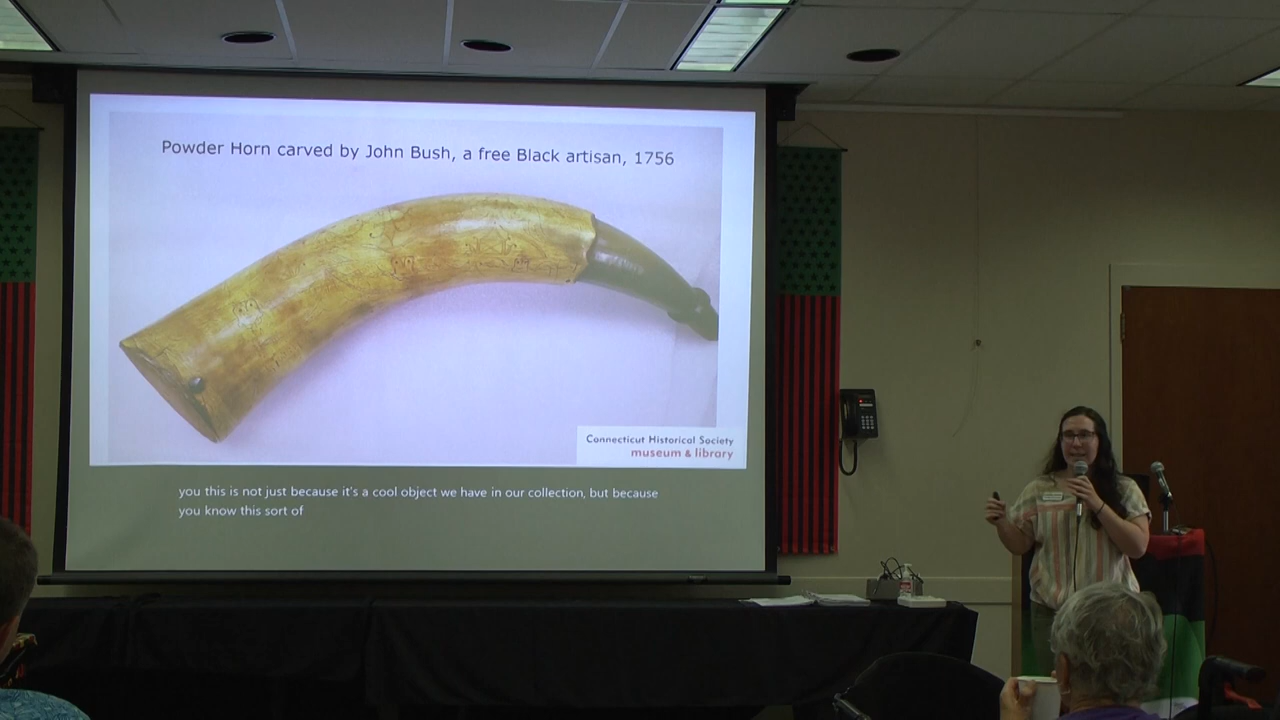 Powder Horn carved by John Bush, a free Black artisan, 1756
Connecticut Historical Society
museum & library
you this is not just because it's a cool object we have in our collection, but because
you know this sort of